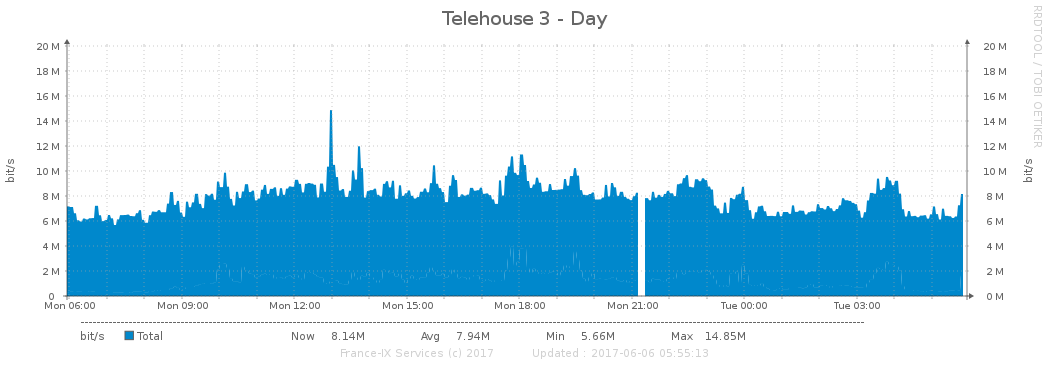 Telehouse 3 - Day
RRDTOOL / TOBI OETIKER
bit/s
20 M 20 M
18 M 18 M
16 M 16 M
14 M 14 M
12 M 12 M
10 M 10 M
8 M 8 M
6 M 6 M
4 M 4 M
2 M 2 M
0 0 M
bit/s
Mon 06:00 Mon 09:00 Mon 12:00 Mon 15:00 Mon 18:00 Mon 21:00 Tue 00:00 Tue 03:00
bit/s Total Now 8.14M Avg 7.94M Min 5.66M Max 14.85M
France-IX Services (c) 2017 Updated : 2017-06-06 05:55:13